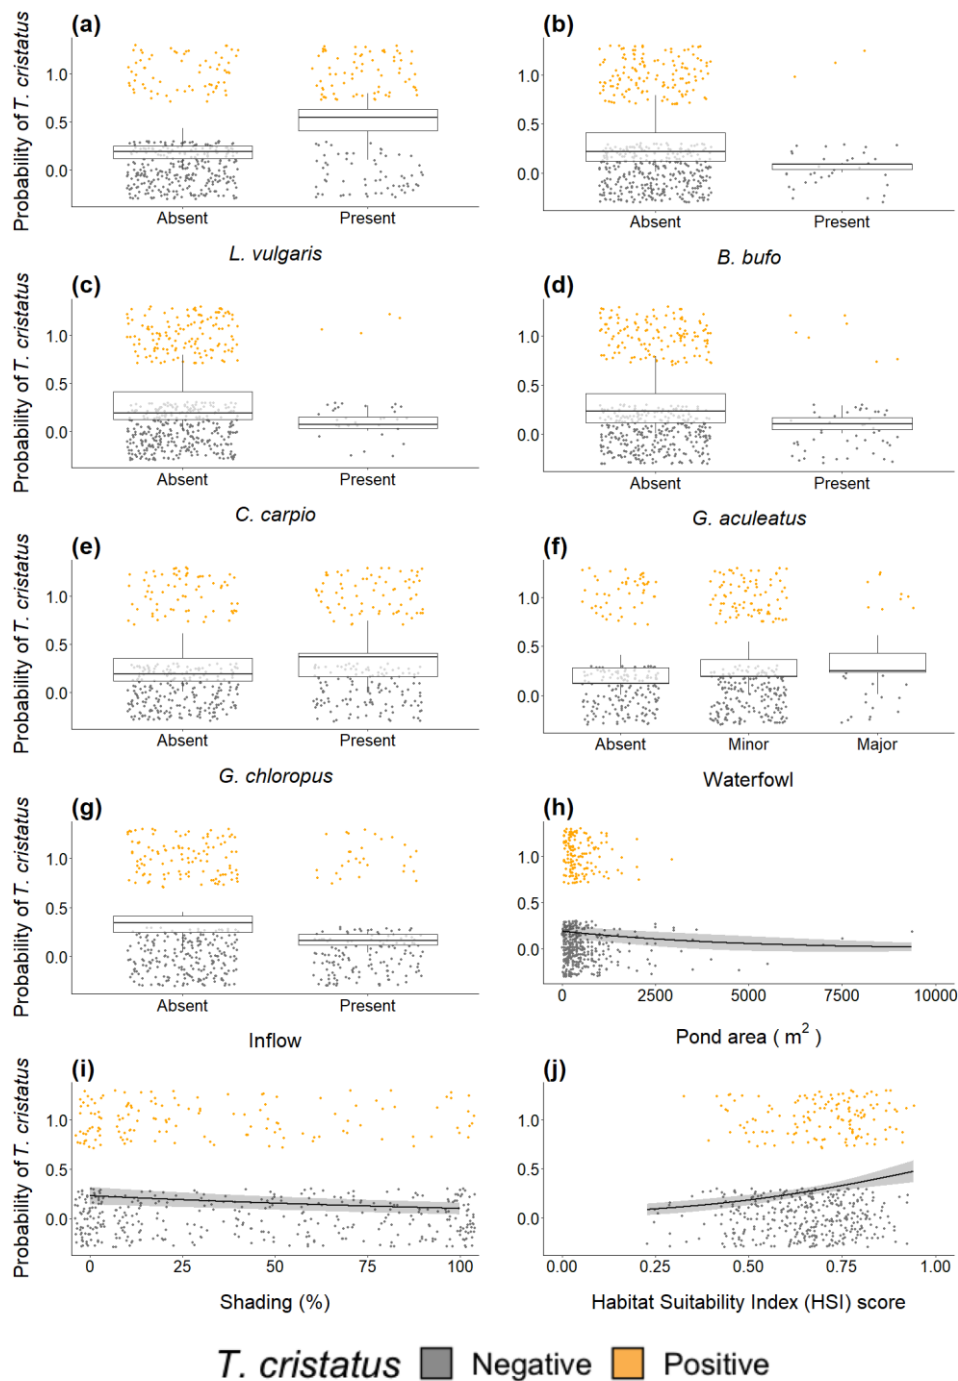 (a) (b)
Probability of T. cristatus
1.0 1.0
0.5 0.5
0.0 0.0
Absent Present Absent Present
L. vulgaris B. bufo
(c) (d)
Probability of T. cristatus
1.0 1.0
0.5 0.5
0.0 0.0
Absent Present Absent Present
C. carpio G. aculeatus
(e) (f)
Probability of T. cristatus
1.0 1.0
0.5 0.5
0.0 0.0
Absent Present Absent Minor Major
G. chloropus Waterfowl
(g) (h)
Probability of T. cristatus
1.0 1.0
0.5 0.5
0.0 0.0
Absent Present 0 2500 5000 7500 10000
Inflow Pond area ( m² )
(i) (j)
Probability of T. cristatus
1.0 1.0
0.5 0.5
0.0 0.0
0 25 50 75 100 0.00 0.25 0.50 0.75 1.00
Shading (%) Habitat Suitability Index (HSI) score
T. cristatus Negative Positive